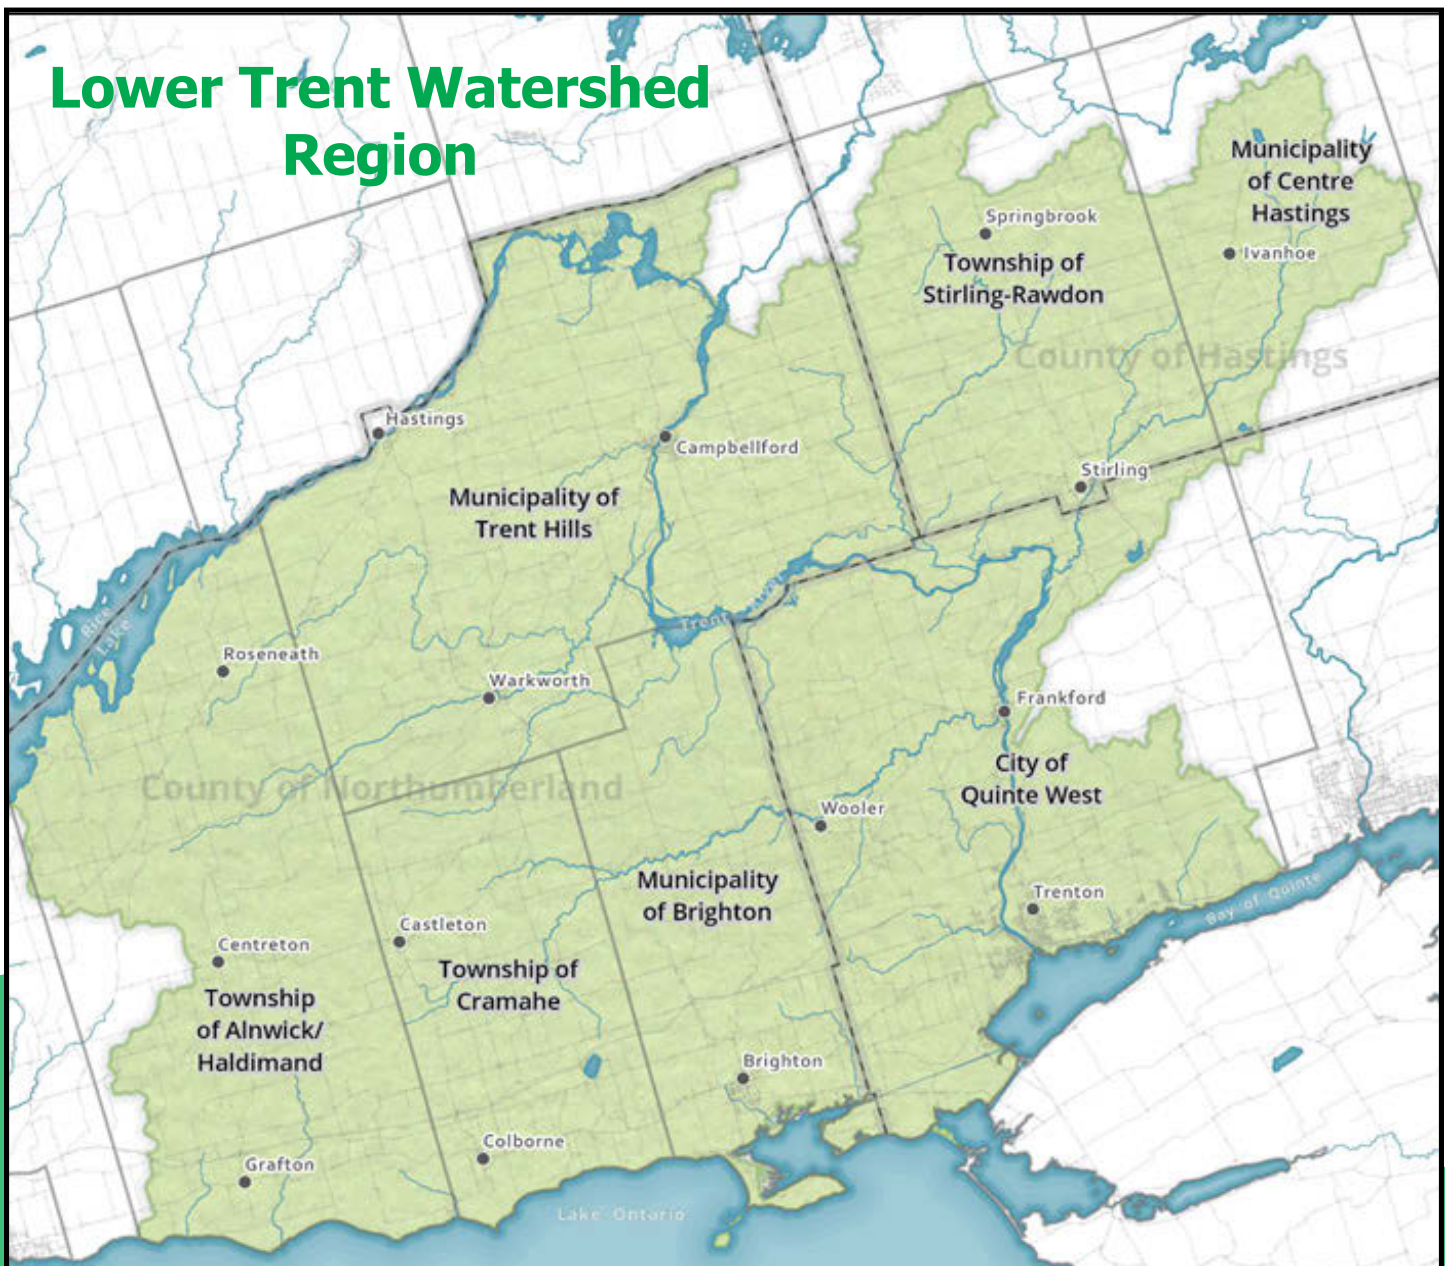 Lower Trent Watershed
Region
Municipality
of Centre
Hastings
Springbrook
Ivanhoe
Township of
Stirling-Rawdon
County of Hastings
Hastings
Campbellford
Stirling
Municipality of
Trent Hills
Trent River
Rice
Lake
Roseneath
Warkworth
Frankford
City of
Quinte West
County of Northumberland
Wooler
Municipality
of Brighton
Trenton
Bay of Quinte
Castleton
Centreton
Township of
Cramahe
Township
of Alnwick/
Haldimand
Brighton
Colborne
Grafton
Lake Ontario